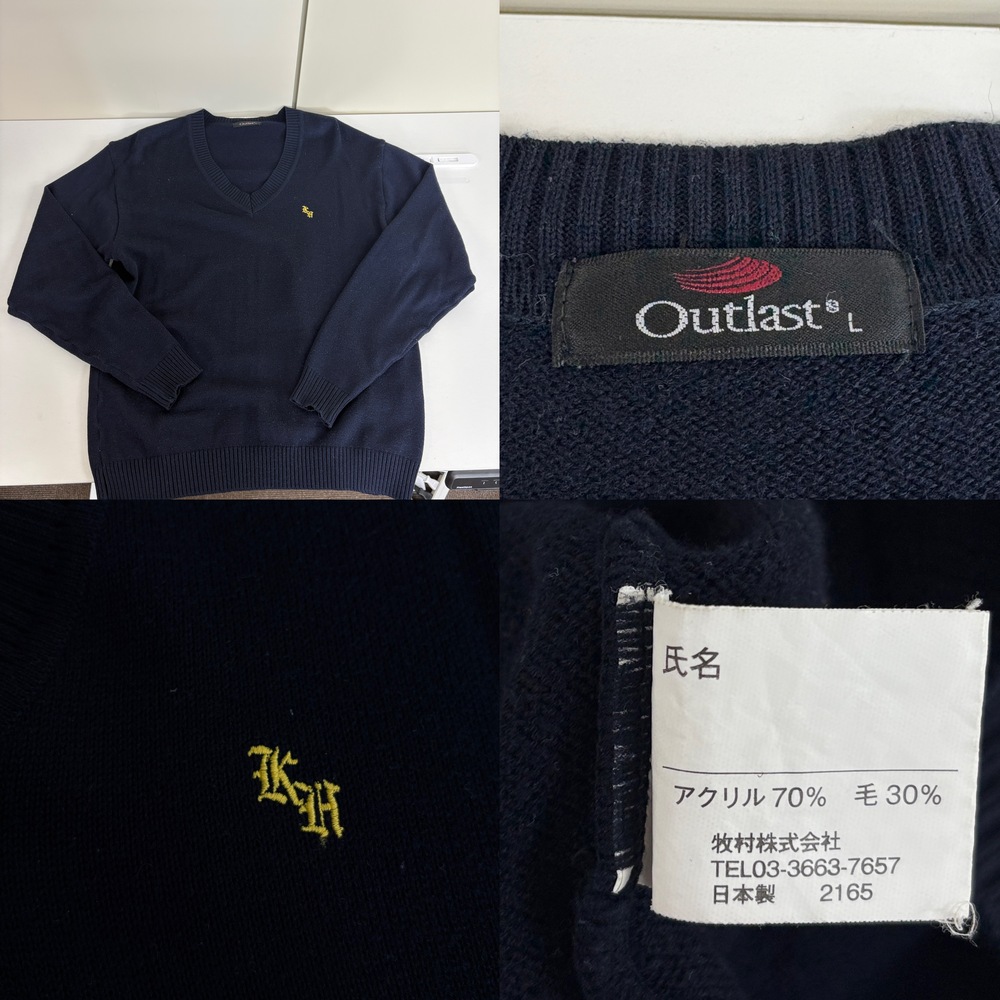 Outlast®
L
KH
KH
氏名
アクリル 70% 毛 30%
牧村株式会社
TEL03-3663-7657
日本製 2165